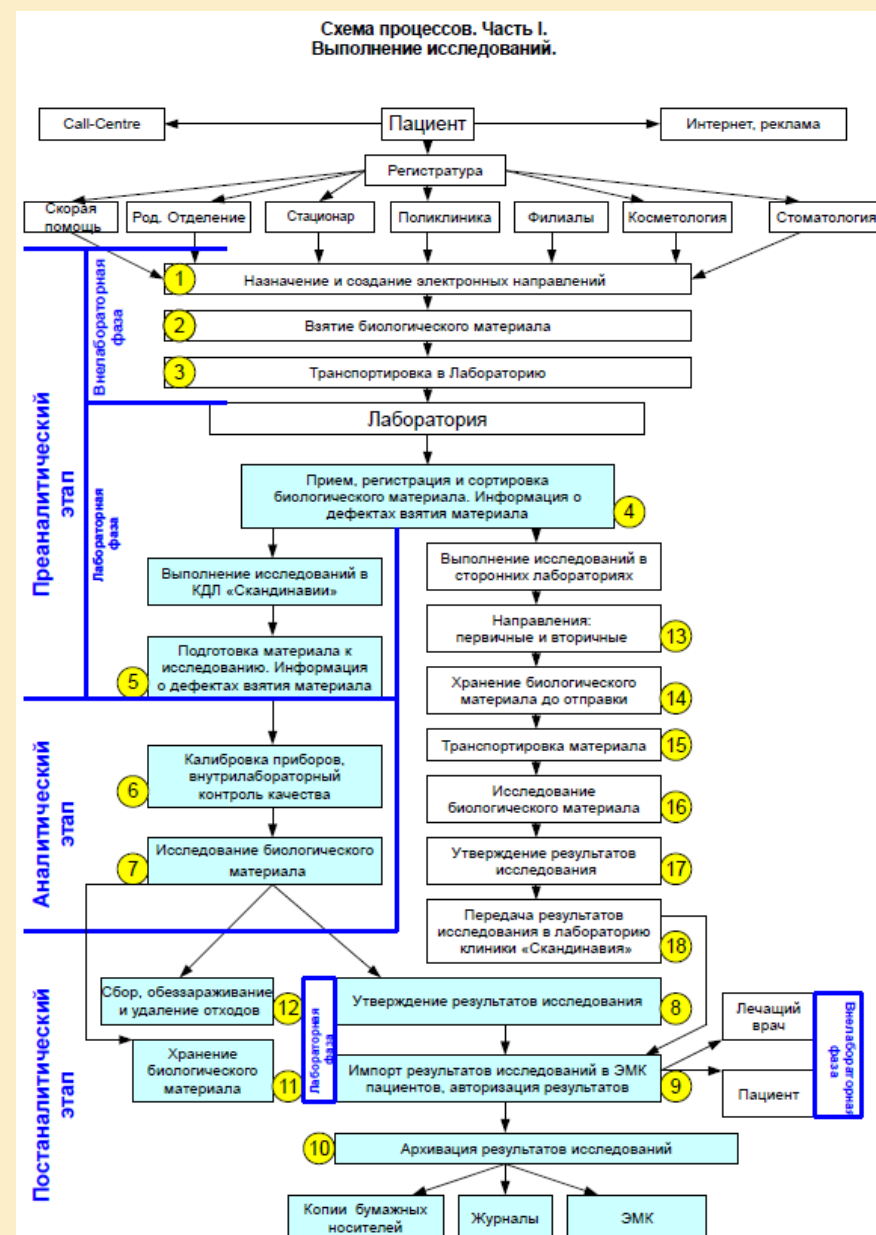 Схема процессов. Часть I.
Выполнение исследований.
Call-Centre
Пациент
Интернет, реклама
Регистратура
Скорая
помощь
Род. Отделение
Стационар
Поликлиника
Филиалы
Косметология
Стоматология
Преаналитический
этап
Внелабораторная
фаза
1
Назначение и создание электронных направлений
2
Взятие биологического материала
3
Транспортировка в Лабораторию
Лаборатория
Лабораторная
фаза
Прием, регистрация и сортировка
биологического материала. Информация о
дефектах взятия материала
4
Выполнение исследований в
КДЛ «Скандинавии»
Подготовка материала к
исследованию. Информация
о дефектах взятия материала
5
Выполнение исследований в
сторонних лабораториях
Направления:
первичные и вторичные
13
Хранение биологического
материала до отправки
14
Транспортировка материала
15
Исследование
биологического материала
16
Утверждение результатов
исследования
17
Передача результатов
исследования в лабораторию
клиники «Скандинавия»
18
Аналитический
этап
Калибровка приборов,
внутрилабораторный
контроль качества
6
Исследование биологического
материала
7
Постаналитический
этап
Сбор, обеззараживание
и удаление отходов
12
Хранение
биологического
материала
11
Лабораторная
фаза
Утверждение результатов исследования
8
Импорт результатов исследований в ЭМК
пациентов, авторизация результатов
9
Лечащий
врач
Пациент
Внелабораторная
фаза
10
Архивация результатов исследований
Копии бумажных
носителей
Журналы
ЭМК